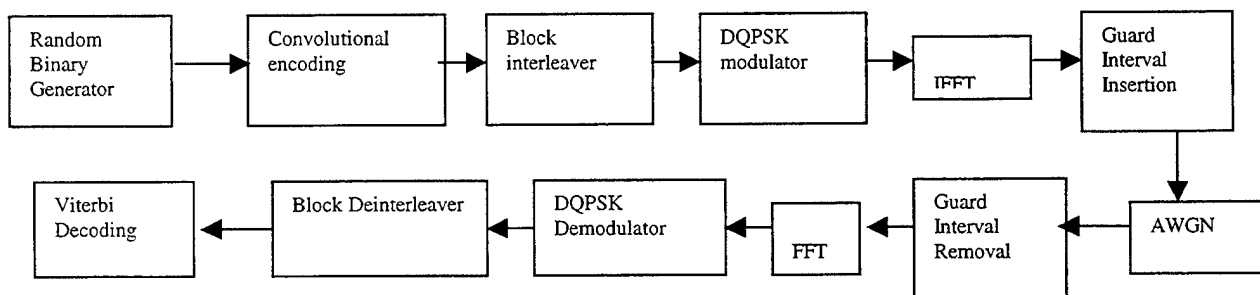 Random
Binary
Generator
Convolutional
encoding
Block
interleaver
DQPSK
modulator
IFFT
Guard
Interval
Insertion
Viterbi
Decoding
Block Deinterleaver
DQPSK
Demodulator
FFT
Guard
Interval
Removal
AWGN